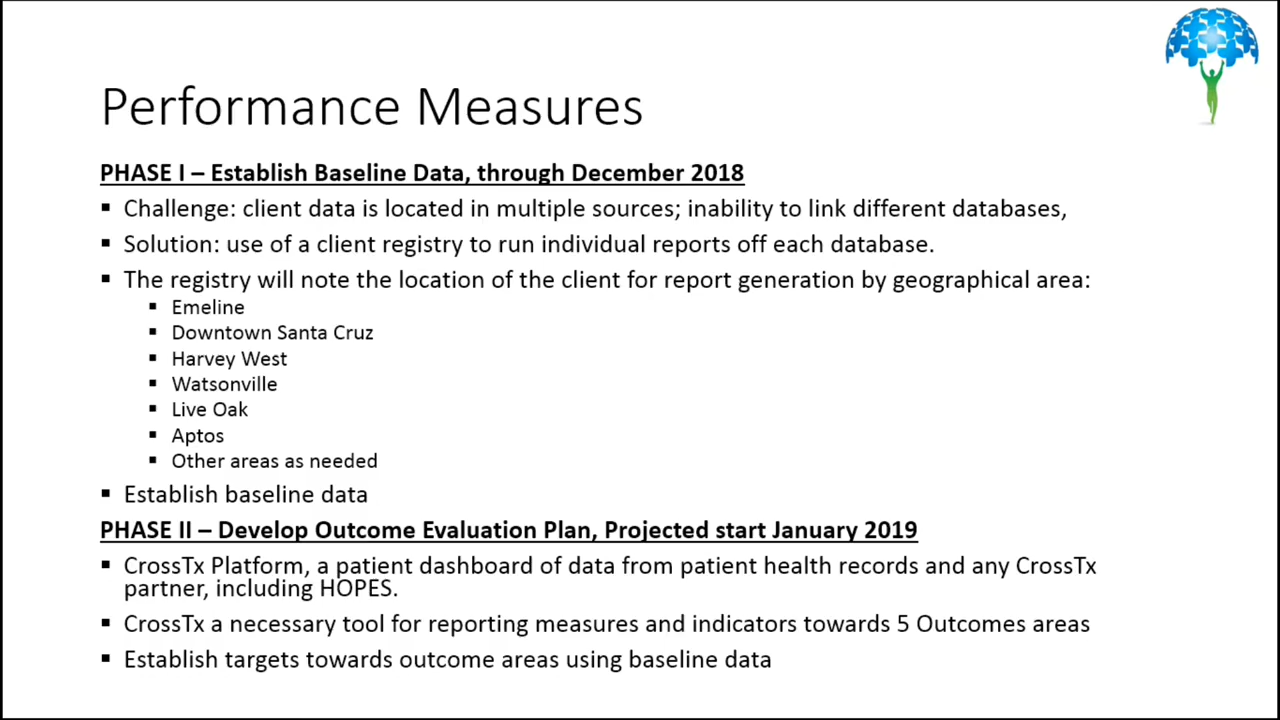 Performance Measures
PHASE I – Establish Baseline Data, through December 2018
▪ Challenge: client data is located in multiple sources; inability to link different databases,
▪ Solution: use of a client registry to run individual reports off each database.
▪ The registry will note the location of the client for report generation by geographical area:
▪ Emeline
▪ Downtown Santa Cruz
▪ Harvey West
▪ Watsonville
▪ Live Oak
▪ Aptos
▪ Other areas as needed
▪ Establish baseline data
PHASE II – Develop Outcome Evaluation Plan, Projected start January 2019
▪ CrossTx Platform, a patient dashboard of data from patient health records and any CrossTx
partner, including HOPES.
▪ CrossTx a necessary tool for reporting measures and indicators towards 5 Outcomes areas
▪ Establish targets towards outcome areas using baseline data